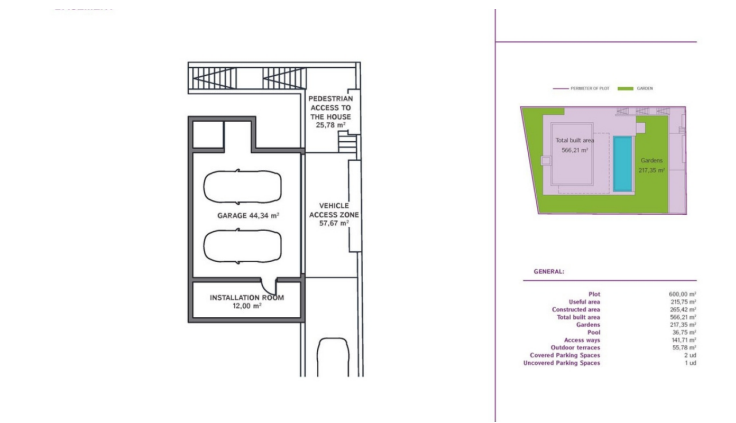 PEDESTRIAN
ACCESS TO
THE HOUSE
25,78 m²
GARAGE 44,34 m²
VEHICLE
ACCESS ZONE
57,67 m²
INSTALLATION ROOM
12,00 m²
PERIMETER OF PLOT
GARDEN
Total built area
566,21 m²
Gardens
217,35 m²
GENERAL:
Plot 600,00 m²
Useful area 215,75 m²
Constructed area 265,42 m²
Total built area 566,21 m²
Gardens 217,35 m²
Pool 36,75 m²
Access ways 141,71 m²
Outdoor terraces 55,78 m²
Covered Parking Spaces 2 ud
Uncovered Parking Spaces 1 ud